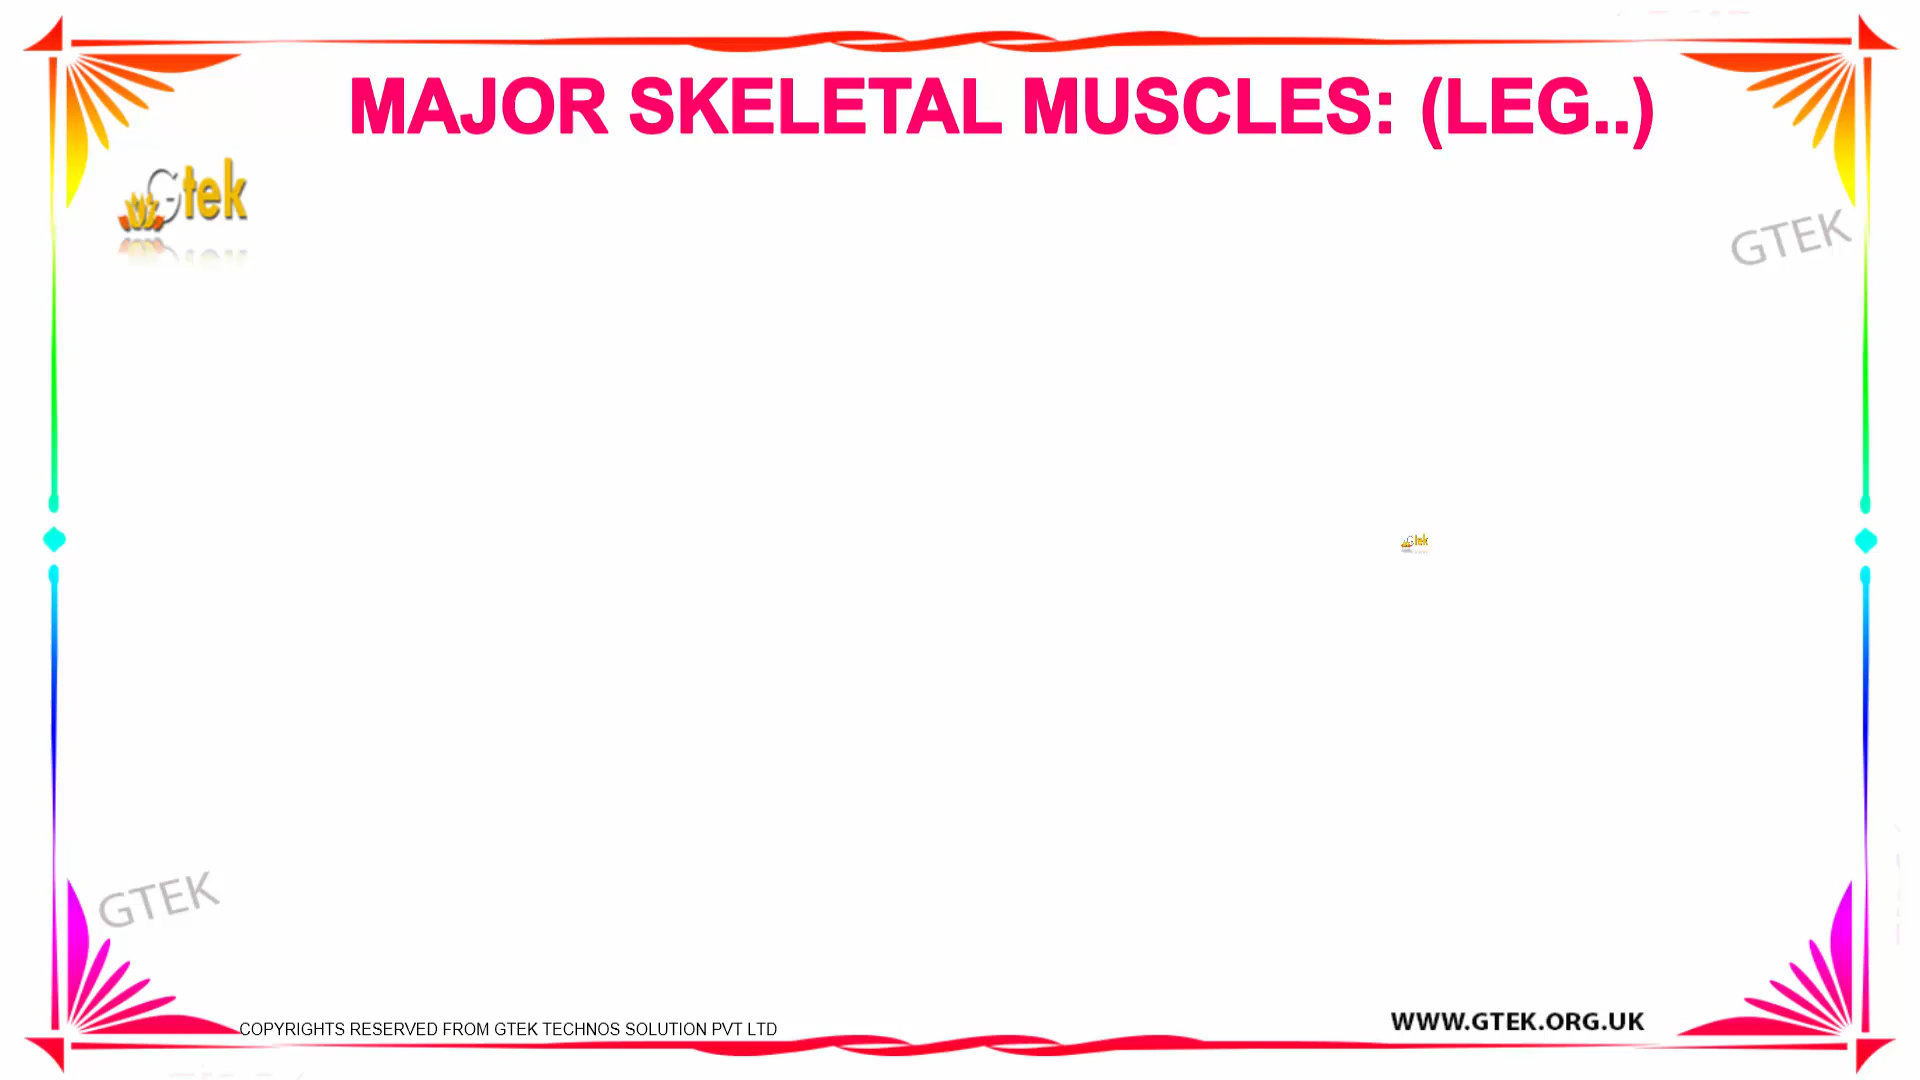 MAJOR SKELETAL MUSCLES: (LEG..)
Gtek
GTEK
Gtek
GTEK
COPYRIGHTS RESERVED FROM GTEK TECHNOS SOLUTION PVT LTD
WWW.GTEK.ORG.UK